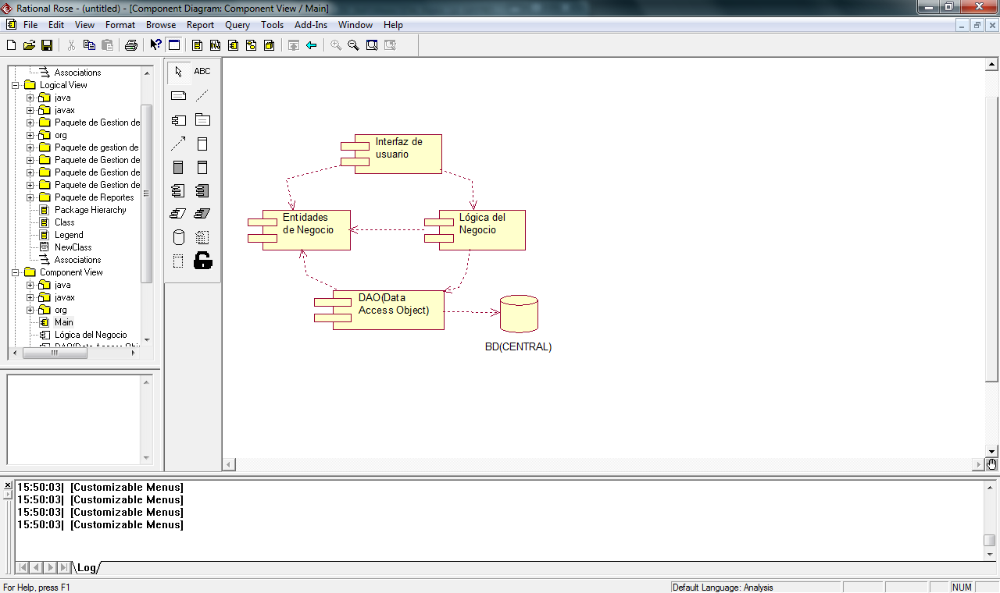 Rational Rose - (untitled) - [Component Diagram: Component View / Main]
File Edit View Format Browse Report Query Tools Add-Ins Window Help
ABC
Associations
Logical View
java
javax
Paquete de Gestion de
org
Paquete de gestion de
Paquete de Gestion de
Paquete de Gestion de
Paquete de Gestion de
Paquete de Reportes
Package Hierarchy
Class
Legend
NewClass
Associations
Component View
java
javax
org
Main
Lógica del Negocio
Interfaz de
usuario
Entidades
de Negocio
Lógica del
Negocio
DAO(Data
Access Object)
BD(CENTRAL)
15:50:03| [Customizable Menus]
15:50:03| [Customizable Menus]
15:50:03| [Customizable Menus]
15:50:03| [Customizable Menus]
Log
For Help, press F1
Default Language: Analysis
NUM